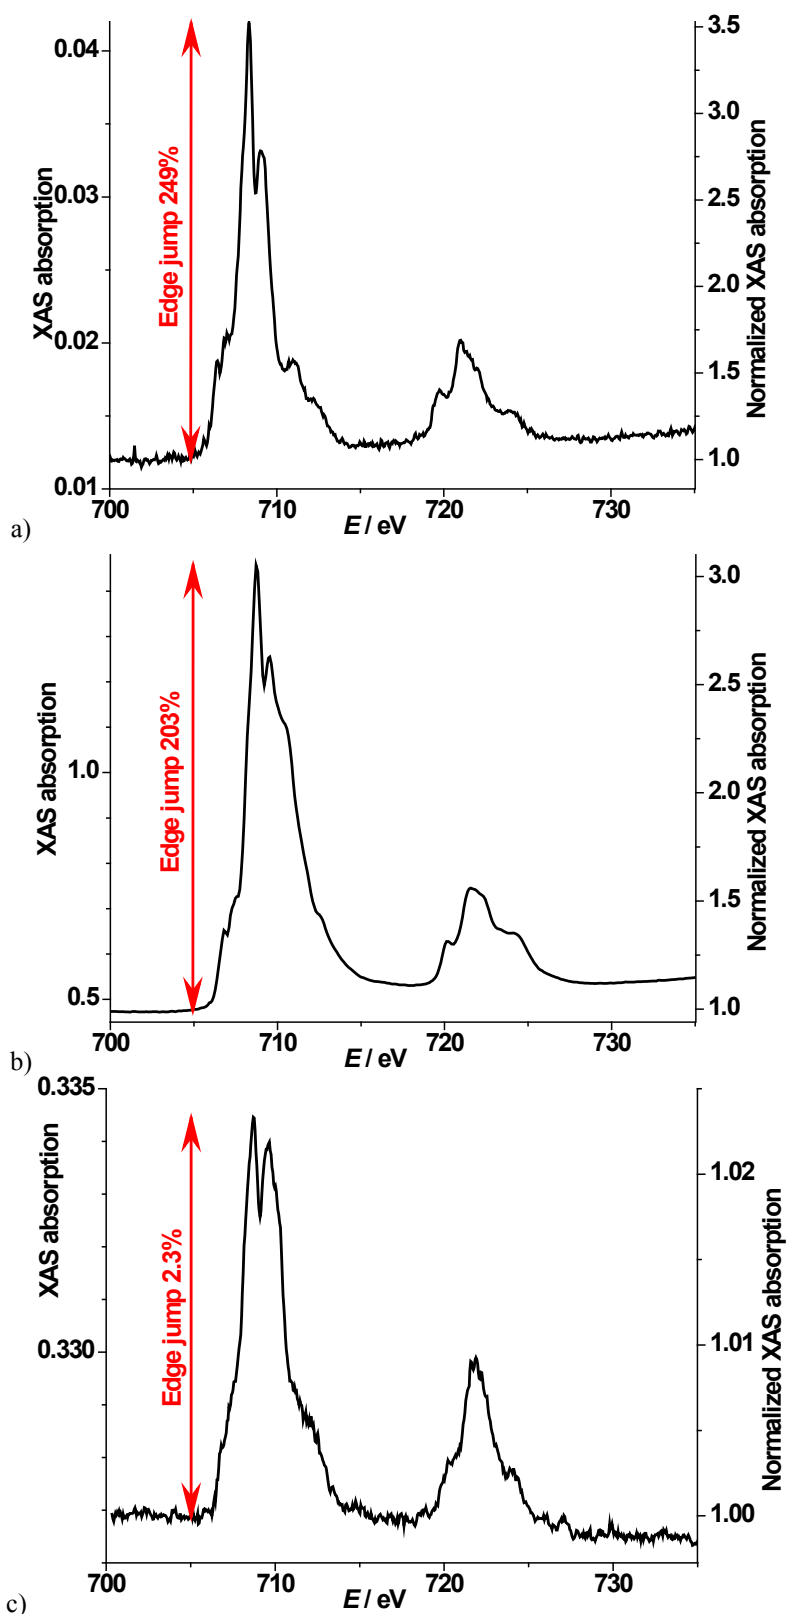 0.04
0.03
0.02
0.01
XAS absorption
Edge jump 249%
3.5
3.0
2.5
2.0
1.5
1.0
Normalized XAS absorption
700
710
720
730
E / eV
a)
1.0
0.5
XAS absorption
Edge jump 203%
3.0
2.5
2.0
1.5
1.0
Normalized XAS absorption
700
710
720
730
E / eV
b)
0.335
0.330
XAS absorption
Edge jump 2.3%
1.02
1.01
1.00
Normalized XAS absorption
700
710
720
730
E / eV
c)